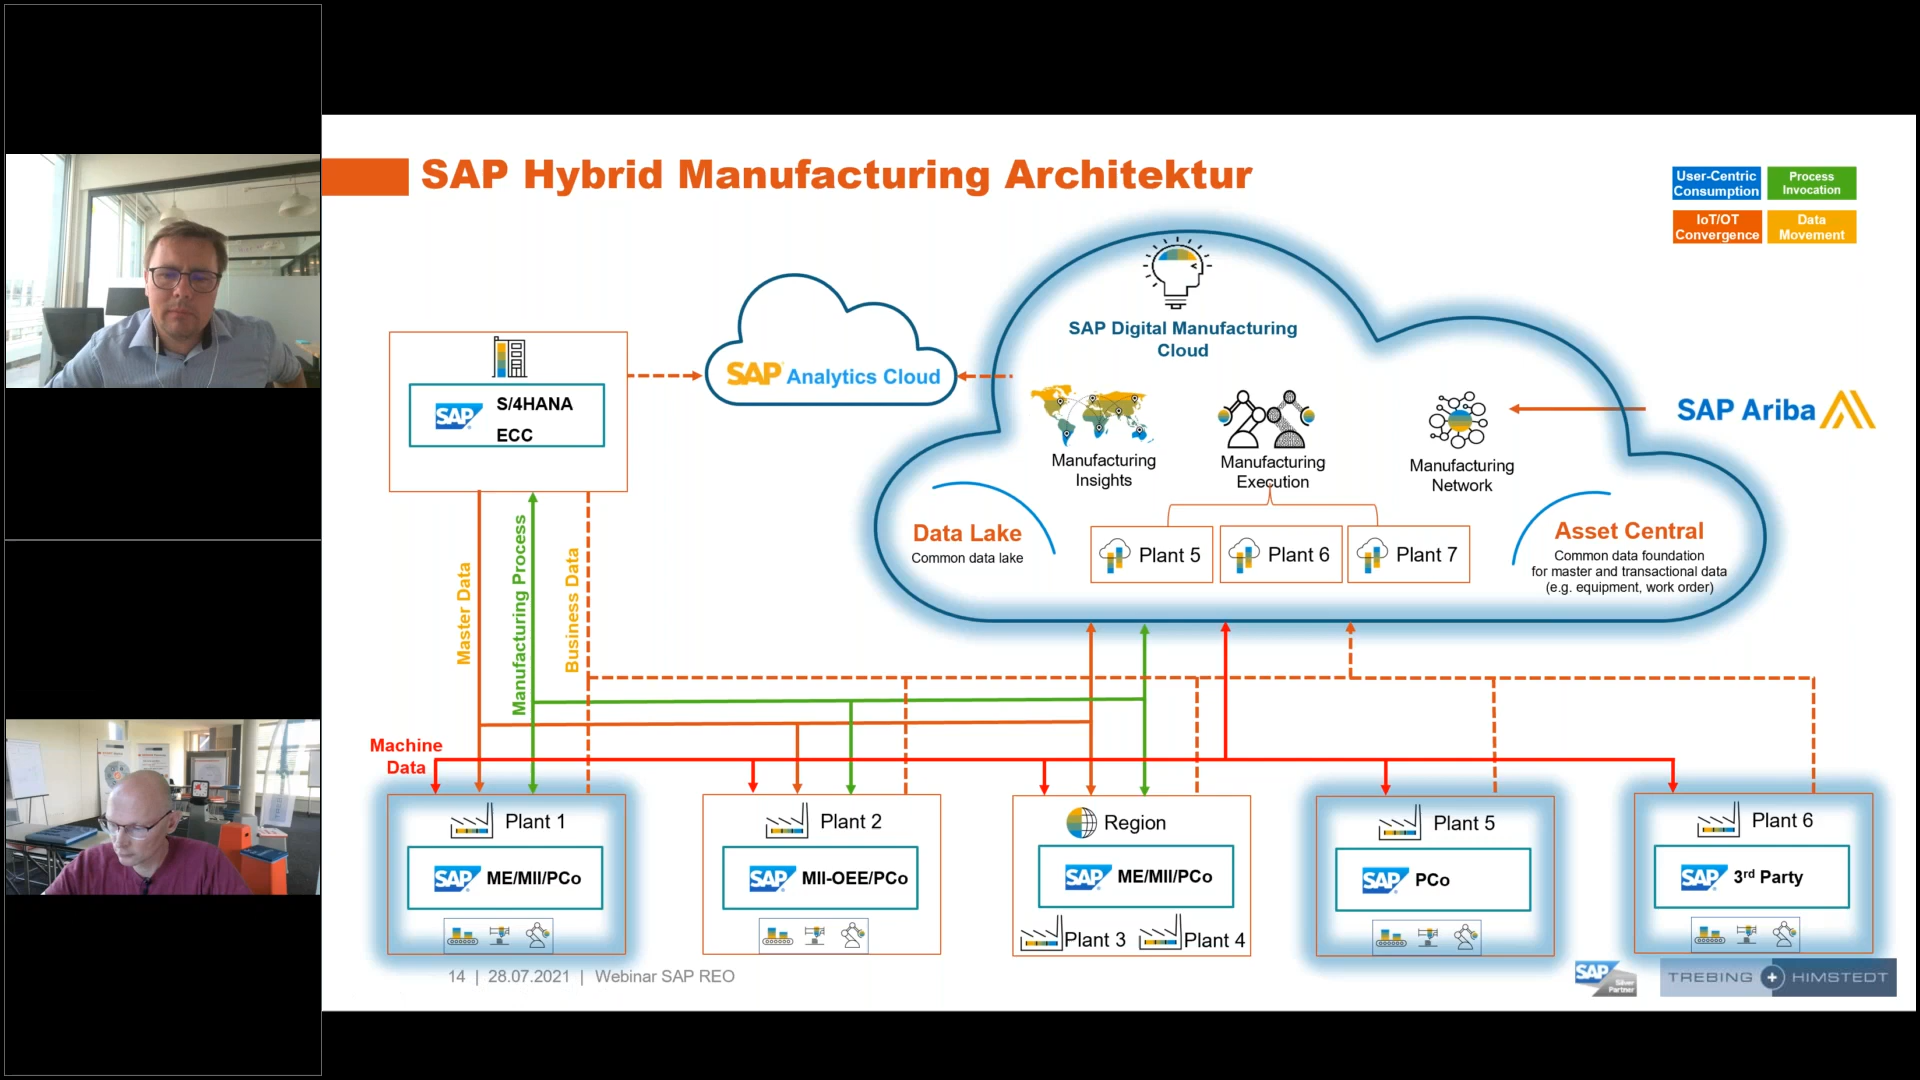 SAP Hybrid Manufacturing Architektur
User-Centric
Consumption
Process
Invocation
IoT/OT
Convergence
Data
Movement
SAP Digital Manufacturing
Cloud
SAP Analytics Cloud
SAP
S/4HANA
ECC
SAP Ariba
Manufacturing
Insights
Manufacturing
Execution
Manufacturing
Network
Data Lake
Common data lake
Plant 5
Plant 6
Plant 7
Asset Central
Common data foundation
for master and transactional data
(e.g. equipment, work order)
Master Data
Manufacturing Process
Business Data
Machine
Data
Plant 1
SAP ME/MII/PCo
Plant 2
SAP MII-OEE/PCo
Region
SAP ME/MII/PCo
Plant 3
Plant 4
Plant 5
SAP PCo
Plant 6
SAP 3rd Party
14 | 28.07.2021 | Webinar SAP REO
SAP
Silver
Partner
TREBING + HIMSTEDT